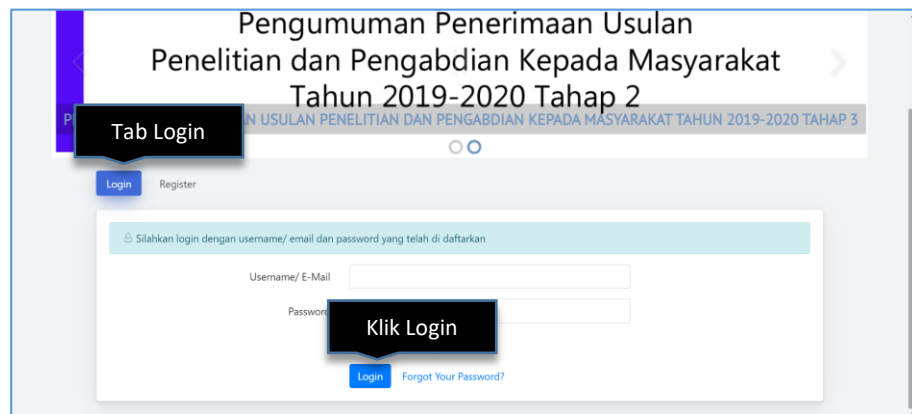 Pengumuman Penerimaan Usulan
Penelitian dan Pengabdian Kepada Masyarakat
Tahun 2019-2020 Tahap 2
USULAN PENELITIAN DAN PENGABDIAN KEPADA MASYARAKAT TAHUN 2019-2020 TAHAP 3
Tab Login
Login Register
Silahkan login dengan username/ email dan password yang telah di daftarkan
Username/ E-Mail
Password
Klik Login
Login Forgot Your Password?